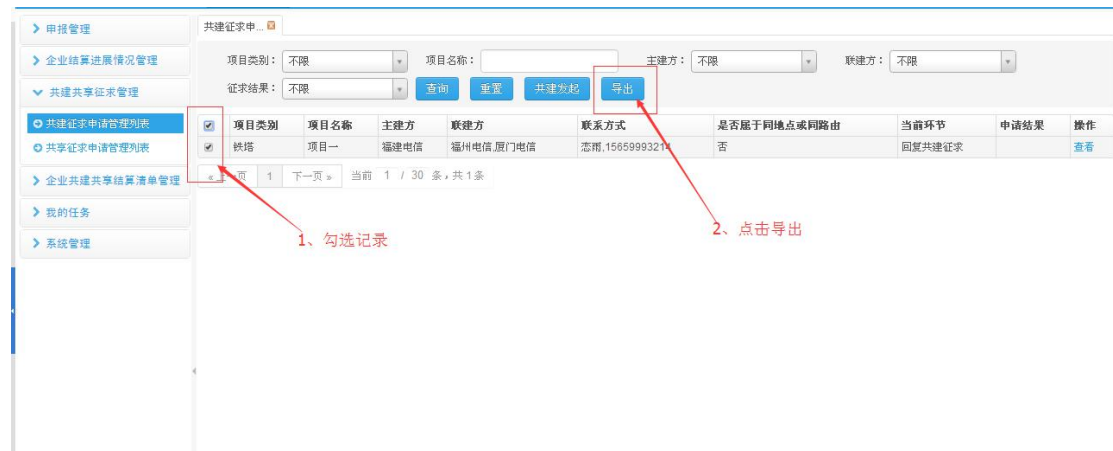 申报管理
企业结算进展情况管理
共建共享征求管理
共建征求申请管理列表
共享征求申请管理列表
企业共建共享结算清单管理
我的任务
系统管理
共建征求申...
项目类别： 不限 项目名称： 主建方： 不限 联建方： 不限
征求结果： 不限 查询 重置 共建发起 导出
项目类别 项目名称 主建方 联建方 联系方式 是否属于同地点或同路由 当前环节 申请结果 操作
铁塔 项目一 福建电信 福州电信,厦门电信 态雨,15659993214 否 回复共建征求 查看
«上一页 1 下一页» 当前 1 / 30 条,共1条
1、勾选记录
2、点击导出